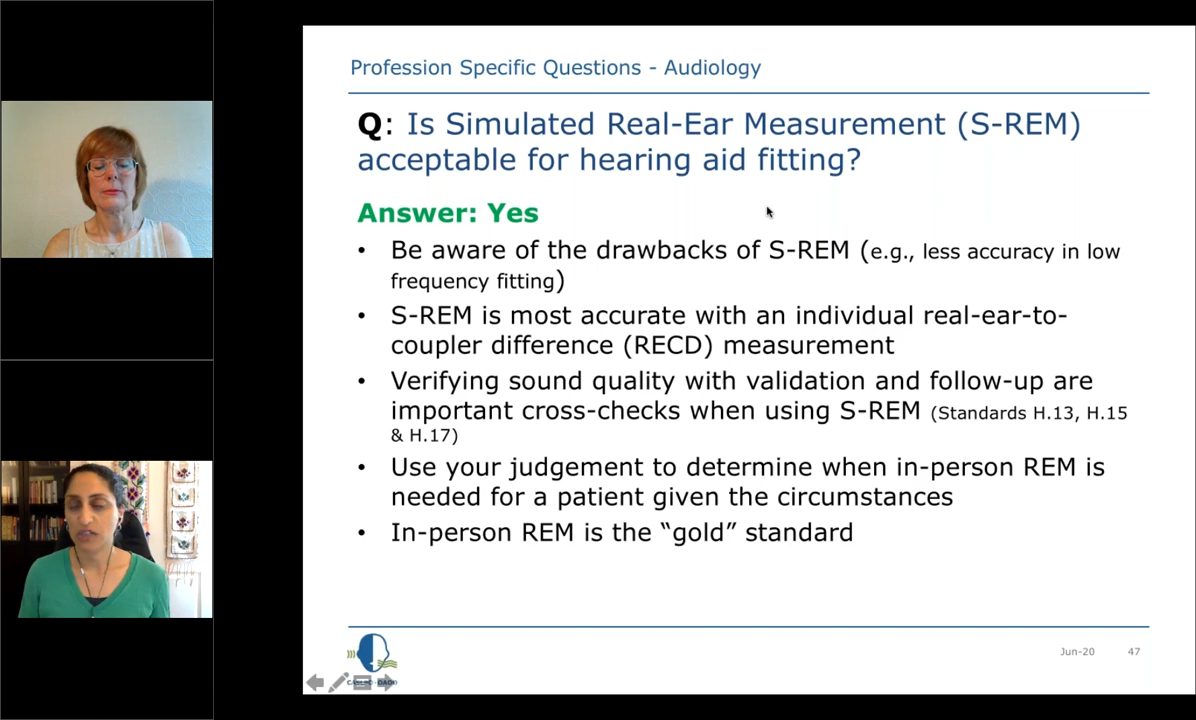 Profession Specific Questions - Audiology
Q: Is Simulated Real-Ear Measurement (S-REM)
acceptable for hearing aid fitting?
Answer: Yes
• Be aware of the drawbacks of S-REM (e.g., less accuracy in low
frequency fitting)
• S-REM is most accurate with an individual real-ear-to-
coupler difference (RECD) measurement
• Verifying sound quality with validation and follow-up are
important cross-checks when using S-REM (Standards H.13, H.15
& H.17)
• Use your judgement to determine when in-person REM is
needed for a patient given the circumstances
• In-person REM is the “gold” standard
Jun-20 47